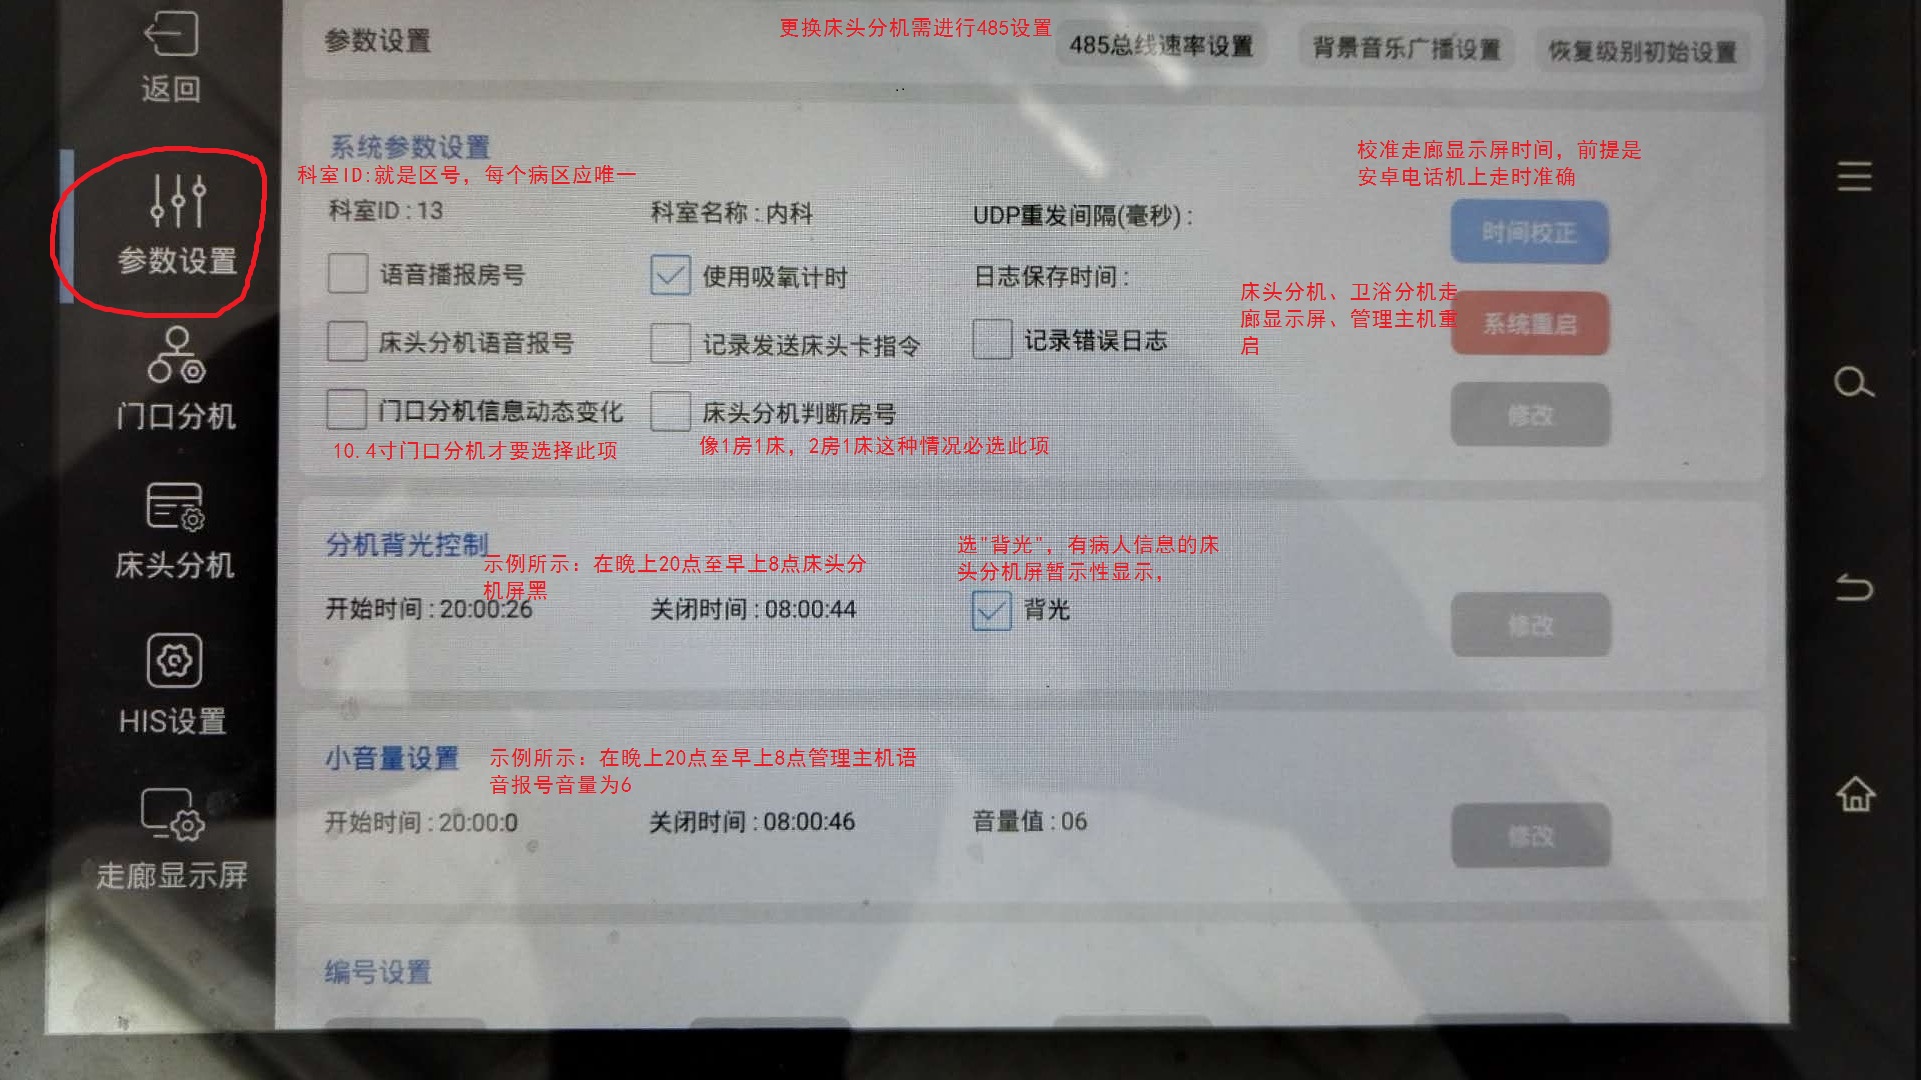 返回
参数设置
门口分机
床头分机
HIS设置
走廊显示屏
参数设置
更换床头分机需进行485设置
485总线速率设置
背景音乐广播设置
恢复级别初始设置
系统参数设置
科室ID:就是区号，每个病区应唯一
科室ID : 13
科室名称 : 内科
UDP重发间隔(毫秒) :
校准走廊显示屏时间，前提是
安卓电话机上走时准确
时间校正
语音播报房号
使用吸氧计时
日志保存时间 :
床头分机、卫浴分机走
廊显示屏、管理主机重
启
系统重启
床头分机语音报号
记录发送床头卡指令
记录错误日志
门口分机信息动态变化
床头分机判断房号
修改
10.4寸门口分机才要选择此项
像1房1床，2房1床这种情况必选此项
分机背光控制
示例所示：在晚上20点至早上8点床头分
机屏黑
选"背光"，有病人信息的床
头分机屏暂示性显示，
开始时间 : 20:00:26
关闭时间 : 08:00:44
背光
修改
小音量设置
示例所示：在晚上20点至早上8点管理主机语
音报号音量为6
开始时间 : 20:00:0
关闭时间 : 08:00:46
音量值 : 06
修改
编号设置